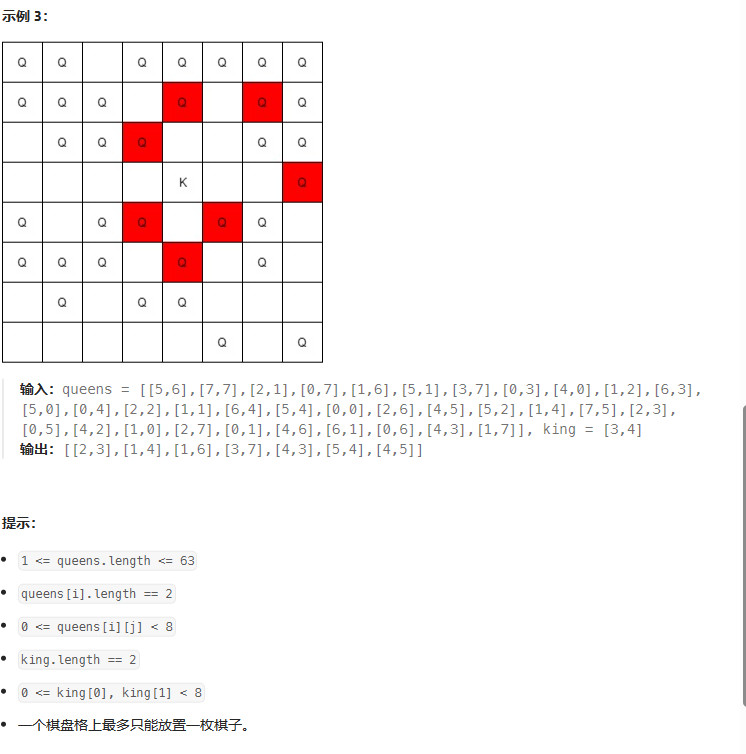 示例 3：
Q Q Q Q Q Q Q
Q Q Q Q Q Q
Q Q Q Q Q
K Q
Q Q Q Q Q
Q Q Q Q Q
Q Q Q
Q Q
输入：queens = [[5,6],[7,7],[2,1],[0,7],[1,6],[5,1],[3,7],[0,3],[4,0],[1,2],[6,3],
[5,0],[0,4],[2,2],[1,1],[6,4],[5,4],[0,0],[2,6],[4,5],[5,2],[1,4],[7,5],[2,3],
[0,5],[4,2],[1,0],[2,7],[0,1],[4,6],[6,1],[0,6],[4,3],[1,7]], king = [3,4]
输出：[[2,3],[1,4],[1,6],[3,7],[4,3],[5,4],[4,5]]
提示：
1 <= queens.length <= 63
queens[i].length == 2
0 <= queens[i][j] < 8
king.length == 2
0 <= king[0], king[1] < 8
一个棋盘格上最多只能放置一枚棋子。